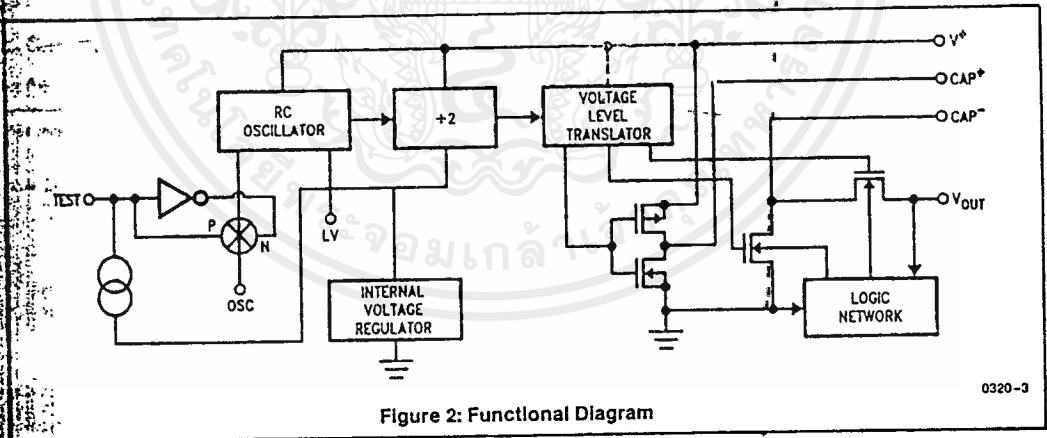 V+
CAP+
CAP-
RC
OSCILLATOR
÷2
VOLTAGE
LEVEL
TRANSLATOR
TEST
P
N
LV
OSC
VOUT
INTERNAL
VOLTAGE
REGULATOR
LOGIC
NETWORK
0320-3
Figure 2: Functional Diagram